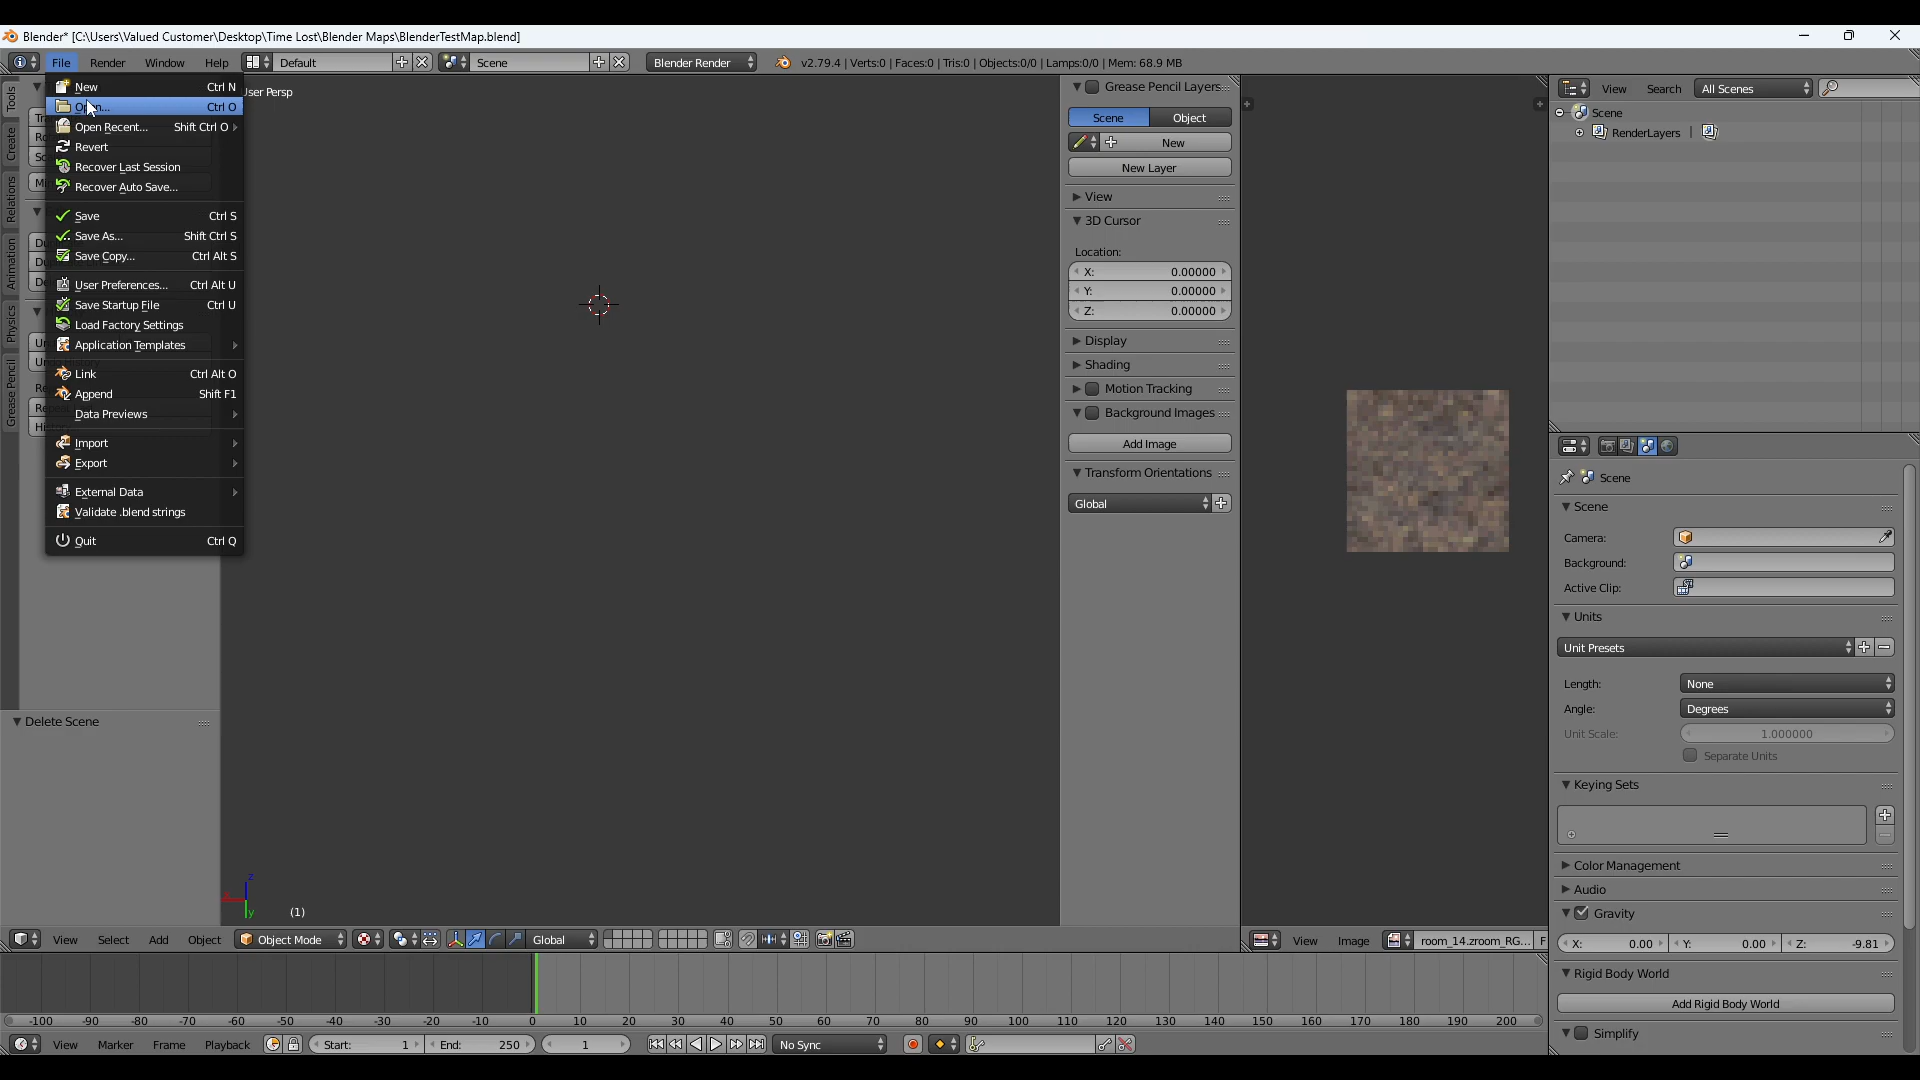 Blender* [C:\Users\Valued Customer\Desktop\Time Lost\Blender Maps\BlenderTestMap.blend]
File Render Window Help Default Scene Blender Render v2.79.4 | Verts:0 | Faces:0 | Tris:0 | Objects:0/0 | Lamps:0/0 | Mem: 68.9 MB
New Ctrl N
Open... Ctrl O
Open Recent... Shift Ctrl O
Revert
Recover Last Session
Recover Auto Save...
Save Ctrl S
Save As... Shift Ctrl S
Save Copy... Ctrl Alt S
User Preferences... Ctrl Alt U
Save Startup File Ctrl U
Load Factory Settings
Application Templates
Link Ctrl Alt O
Append Shift F1
Data Previews
Import
Export
External Data
Validate .blend strings
Quit Ctrl Q
Tools
Create
Relations
Animation
Physics
Grease Pencil
Delete Scene
User Persp
z
y
(1)
Grease Pencil Layers
Scene Object
New
New Layer
View
3D Cursor
Location:
X: 0.00000
Y: 0.00000
Z: 0.00000
Display
Shading
Motion Tracking
Background Images
Add Image
Transform Orientations
Global
View Search All Scenes
Scene
RenderLayers |
Scene
Scene
Camera:
Background:
Active Clip:
Units
Unit Presets
Length: None
Angle: Degrees
Unit Scale: 1.000000
Separate Units
Keying Sets
Color Management
Audio
Gravity
X: 0.00 Y: 0.00 Z: -9.81
Rigid Body World
Add Rigid Body World
Simplify
View Select Add Object Object Mode Global
View Image room_14.zroom_RG... F
-100 -90 -80 -70 -60 -50 -40 -30 -20 -10 0 10 20 30 40 50 60 70 80 90 100 110 120 130 140 150 160 170 180 190 200
View Marker Frame Playback Start: 1 End: 250 1 No Sync